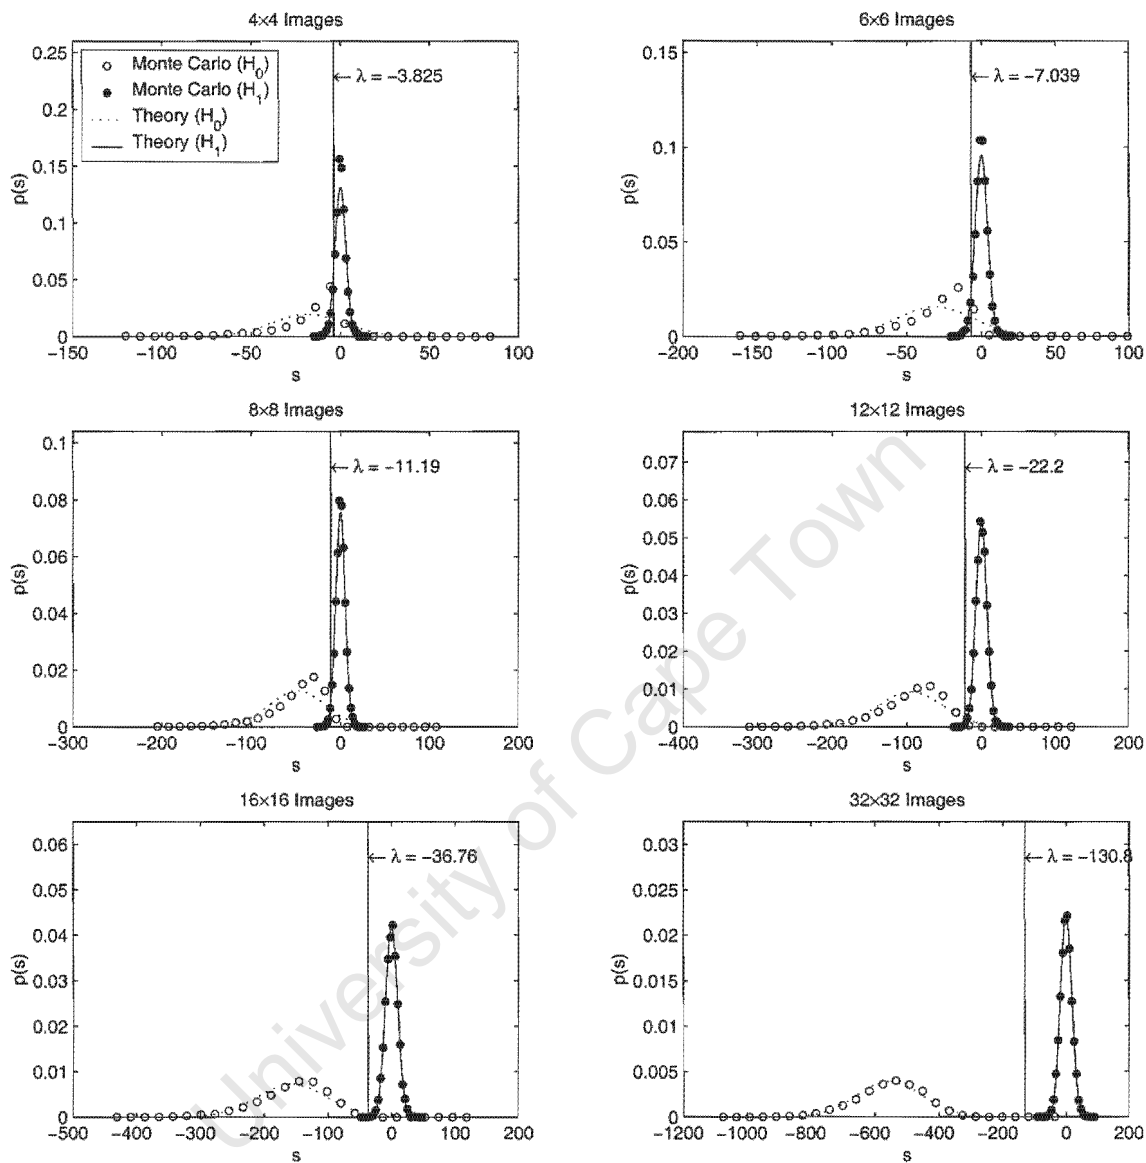 4×4 Images
0.25
0.2
0.15
0.1
0.05
0
p(s)
Monte Carlo (H0)
Monte Carlo (H1)
Theory (H0)
Theory (H1)
← λ = −3.825
−150 −100 −50 0 50 100
s
6×6 Images
0.15
0.1
0.05
0
p(s)
← λ = −7.039
−200 −150 −100 −50 0 50 100
s
8×8 Images
0.1
0.08
0.06
0.04
0.02
0
p(s)
← λ = −11.19
−300 −200 −100 0 100 200
s
12×12 Images
0.07
0.06
0.05
0.04
0.03
0.02
0.01
0
p(s)
← λ = −22.2
−400 −300 −200 −100 0 100 200
s
16×16 Images
0.06
0.05
0.04
0.03
0.02
0.01
0
p(s)
← λ = −36.76
−500 −400 −300 −200 −100 0 100 200
s
32×32 Images
0.03
0.025
0.02
0.015
0.01
0.005
0
p(s)
← λ = −130.8
−1200 −1000 −800 −600 −400 −200 0 200
s
University of Cape Town